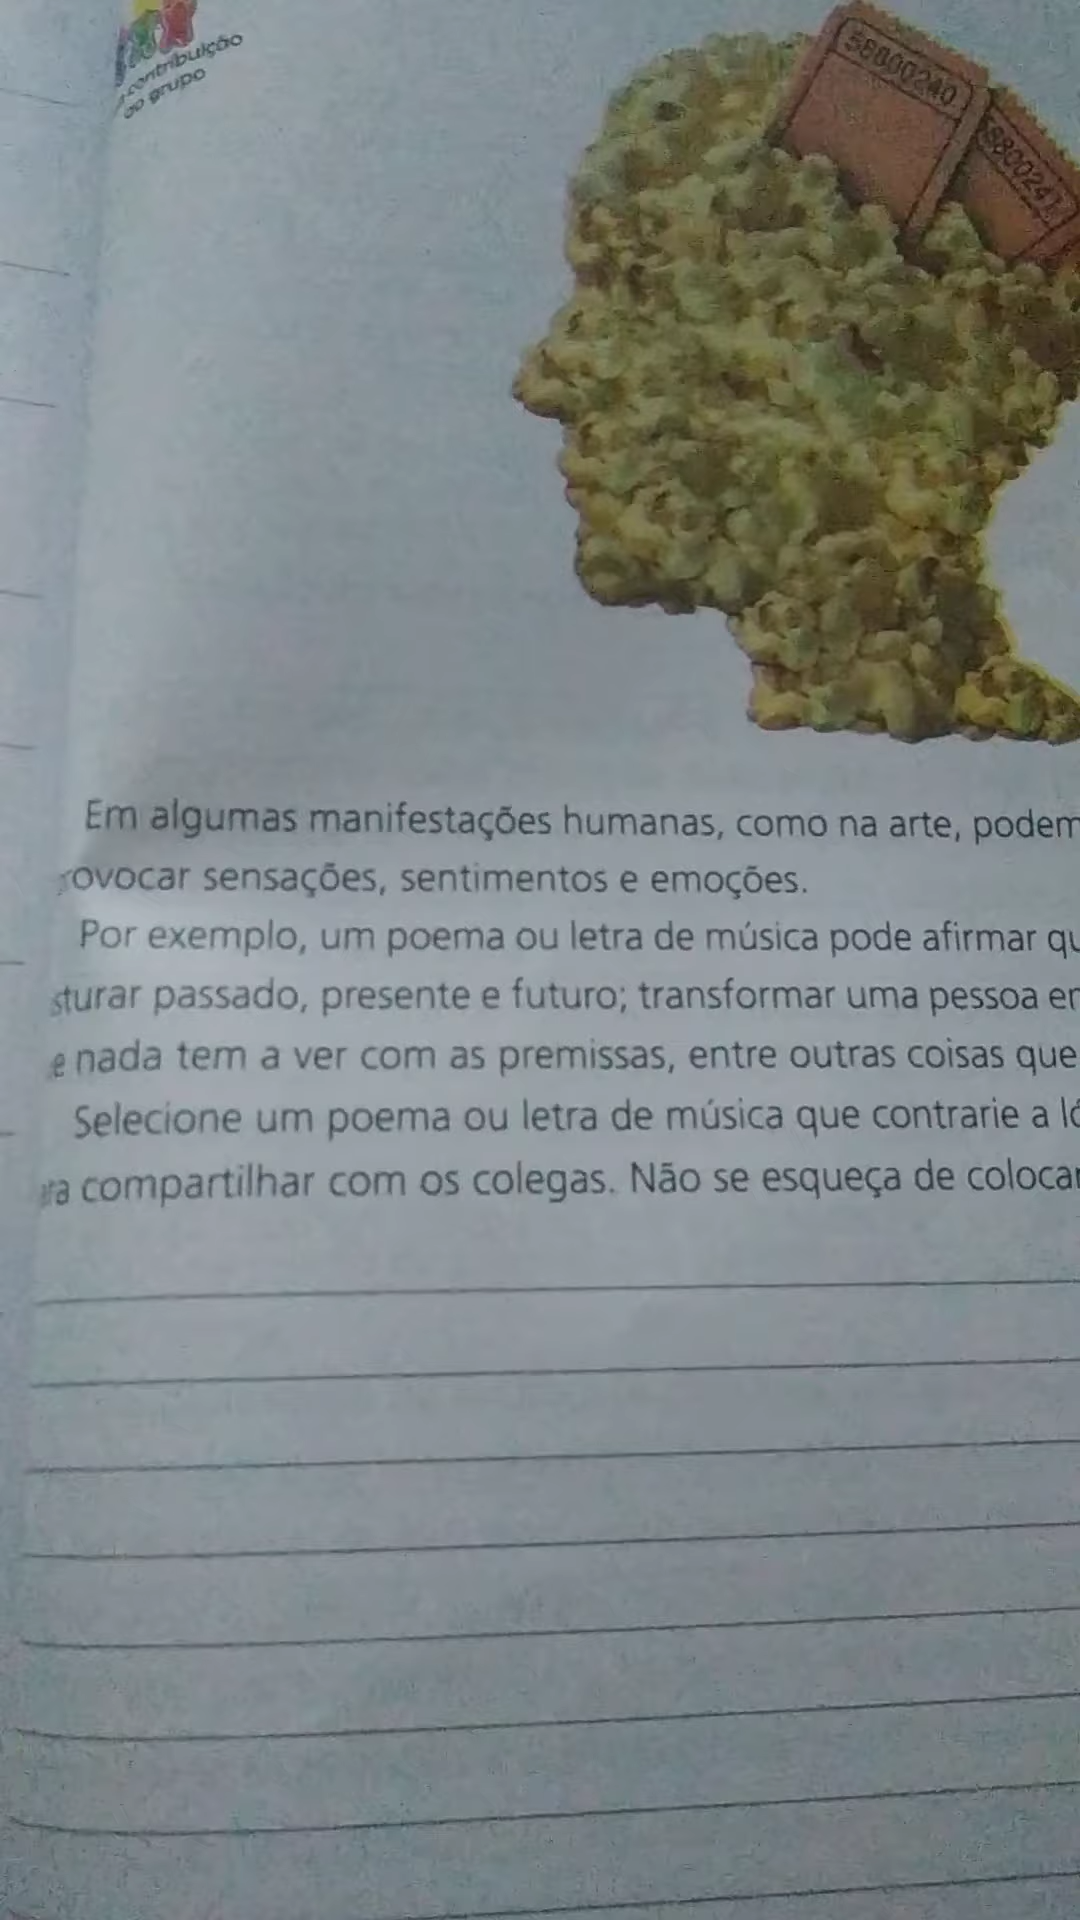 contribuição
do grupo
58800240
Em algumas manifestações humanas, como na arte, podem
sensações, sentimentos e emoções.
Por exemplo, um poema ou letra de música pode afirmar
passado, presente e futuro; transformar uma pessoa
e nada tem a ver com as premissas, entre outras coisas que
Selecione um poema ou letra de música que contrarie a
compartilhar com os colegas. Não se esqueça de